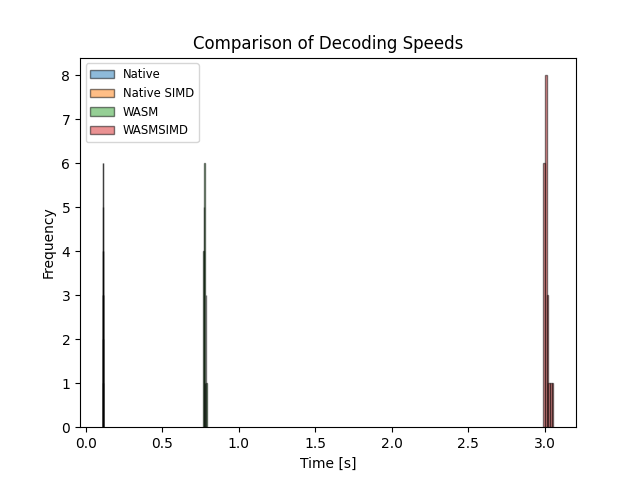 Comparison of Decoding Speeds
Native
Native SIMD
WASM
WASMSIMD
8
7
6
5
4
3
2
1
0
Frequency
0.0 0.5 1.0 1.5 2.0 2.5 3.0
Time [s]